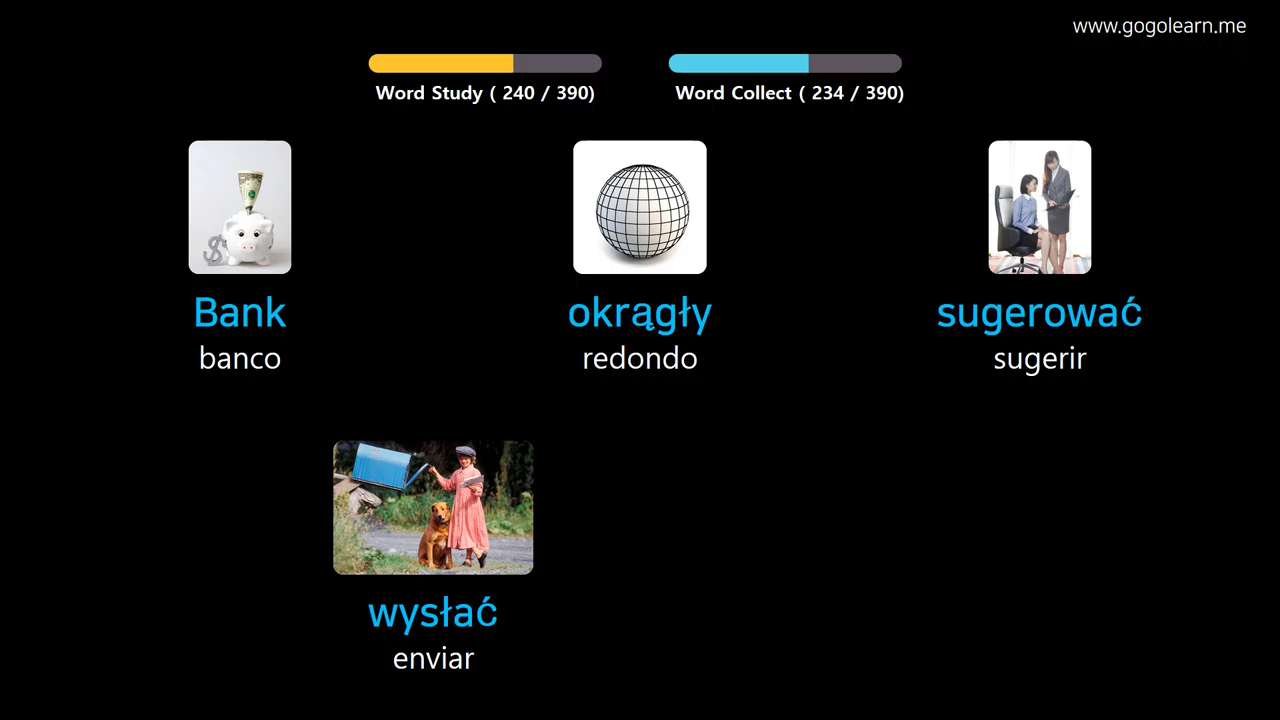 www.gogolearn.me
Word Study ( 240 / 390)
Word Collect ( 234 / 390)
Bank
banco
okrągły
redondo
sugerować
sugerir
wysłać
enviar